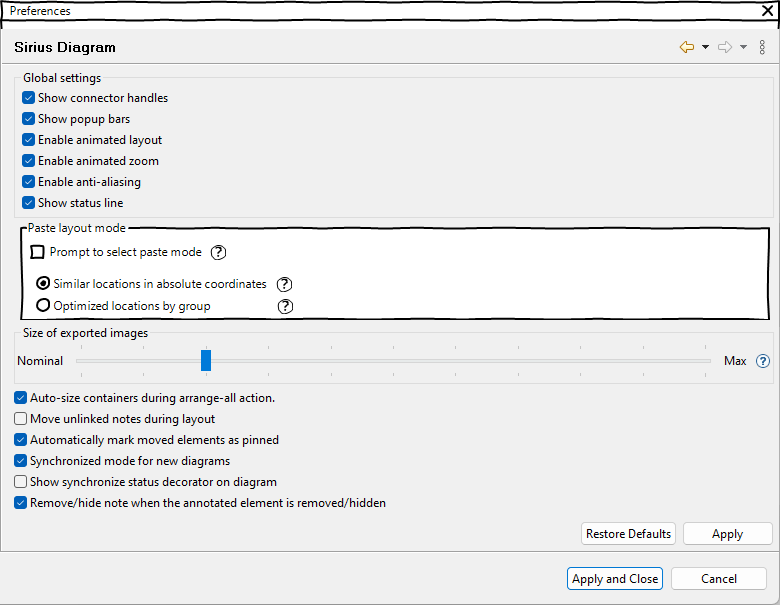 Preferences
Sirius Diagram
Global settings
Show connector handles
Show popup bars
Enable animated layout
Enable animated zoom
Enable anti-aliasing
Show status line
Paste layout mode
Prompt to select paste mode ?
Similar locations in absolute coordinates ?
Optimized locations by group ?
Size of exported images
Nominal Max ?
Auto-size containers during arrange-all action.
Move unlinked notes during layout
Automatically mark moved elements as pinned
Synchronized mode for new diagrams
Show synchronize status decorator on diagram
Remove/hide note when the annotated element is removed/hidden
Restore Defaults Apply
Apply and Close Cancel